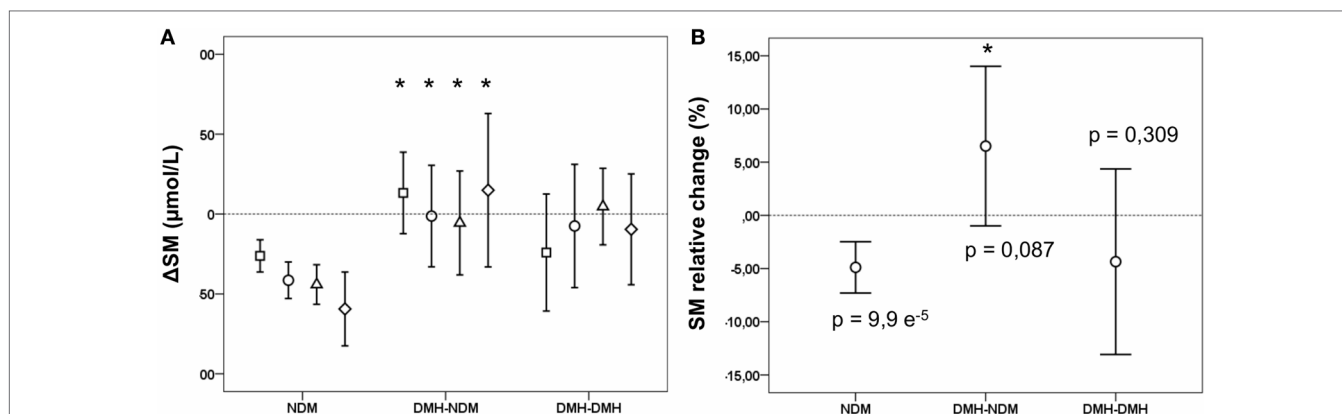 A
B
00
50
0
50
00
ΔSM (µmol/L)
* * * *
NDM
DMH-NDM
DMH-DMH
15,00
10,00
5,00
,00
-5,00
-10,00
-15,00
SM relative change (%)
*
p = 0,309
p = 0,087
p = 9,9 e-5
NDM
DMH-NDM
DMH-DMH